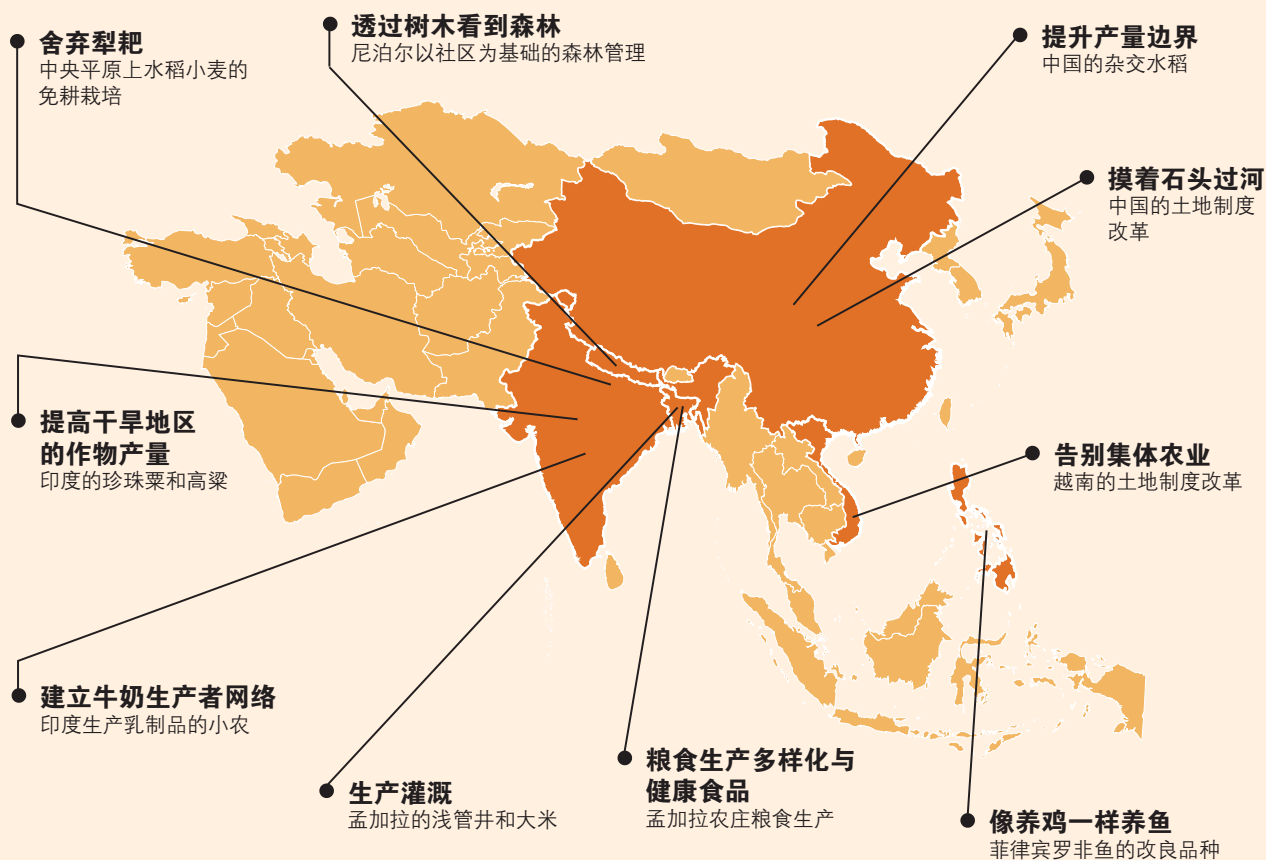 舍弃犁耙
中央平原上水稻小麦的
免耕栽培
透过树木看到森林
尼泊尔以社区为基础的森林管理
提升产量边界
中国的杂交水稻
摸着石头过河
中国的土地制度
改革
提高干旱地区
的作物产量
印度的珍珠粟和高粱
告别集体农业
越南的土地制度改革
建立牛奶生产者网络
印度生产乳制品的小农
生产灌溉
孟加拉的浅管井和大米
粮食生产多样化与
健康食品
孟加拉农庄粮食生产
像养鸡一样养鱼
菲律宾罗非鱼的改良品种